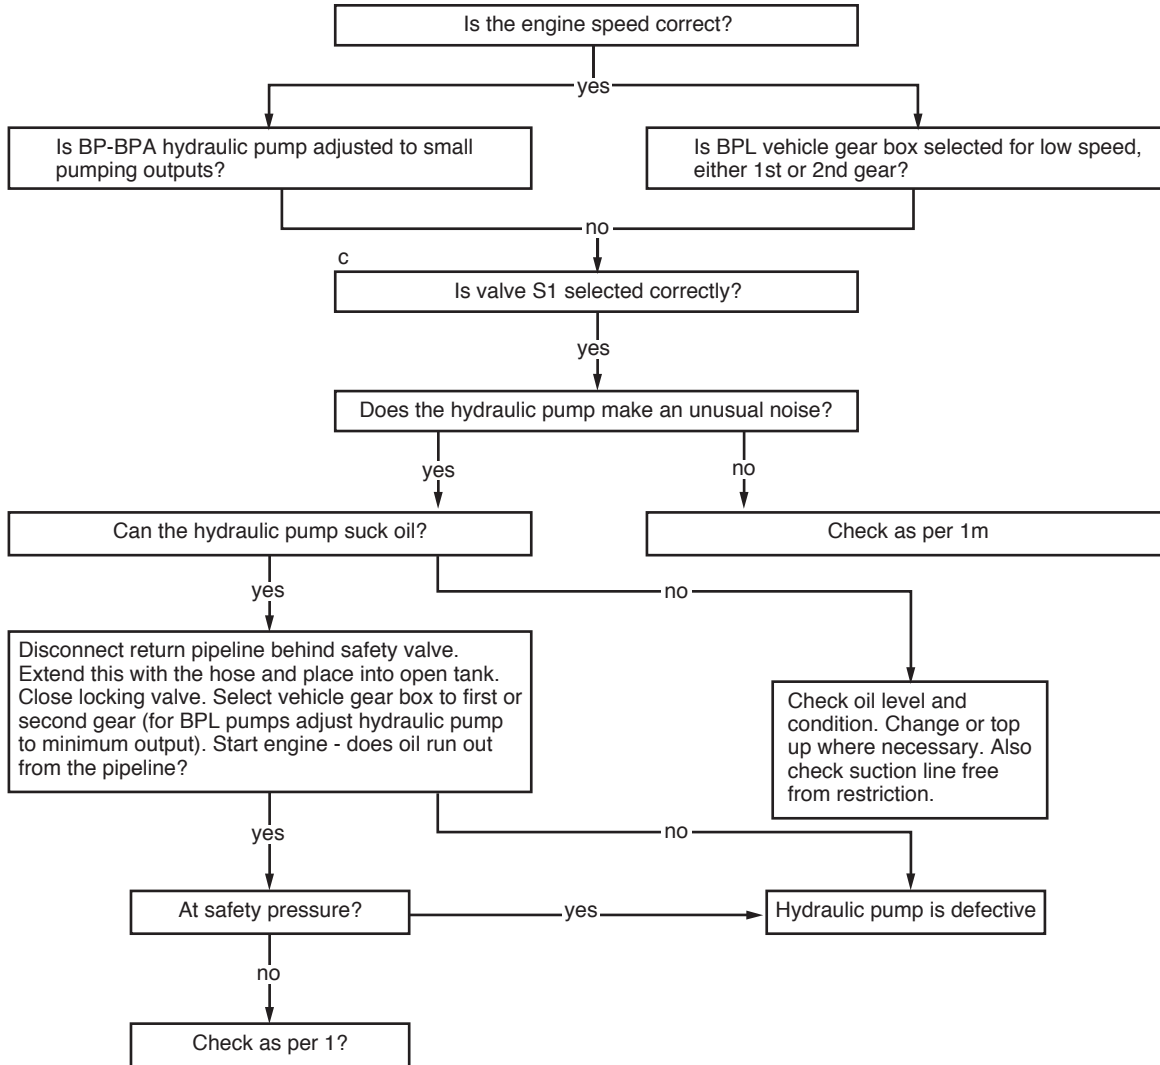 Is the engine speed correct?
yes
Is BP-BPA hydraulic pump adjusted to small
pumping outputs?
Is BPL vehicle gear box selected for low speed,
either 1st or 2nd gear?
no
c
Is valve S1 selected correctly?
yes
Does the hydraulic pump make an unusual noise?
yes
no
Can the hydraulic pump suck oil?
Check as per 1m
yes
no
Disconnect return pipeline behind safety valve.
Extend this with the hose and place into open tank.
Close locking valve. Select vehicle gear box to first or
second gear (for BPL pumps adjust hydraulic pump
to minimum output). Start engine - does oil run out
from the pipeline?
Check oil level and
condition. Change or top
up where necessary. Also
check suction line free
from restriction.
yes
no
At safety pressure?
yes
Hydraulic pump is defective
no
Check as per 1?